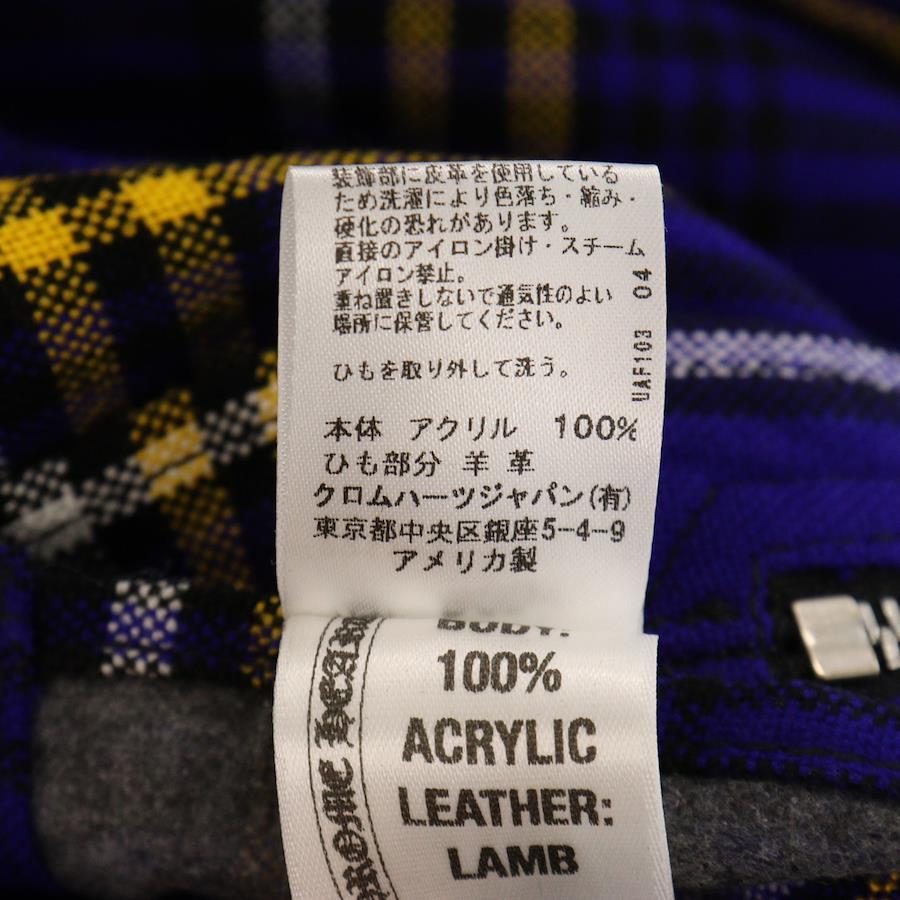 装飾部に皮革を使用している
ため洗濯により色落ち・縮み・
硬化の恐れがあります。
直接のアイロン掛け・スチーム
アイロン禁止。
重ね置きしないで通気性のよい
場所に保管してください。
ひもを取り外して洗う。
UAF103 04
本体 アクリル 100%
ひも部分 羊 革
クロムハーツジャパン(有)
東京都中央区銀座5-4-9
アメリカ製
BODY:
100%
ACRYLIC
LEATHER:
LAMB